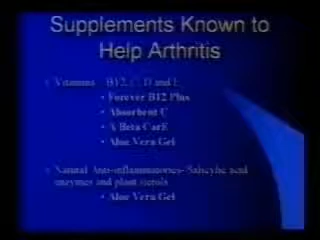 Supplements Known to
Help Arthritis
Vitamins B12, C, D and E
Forever B12 Plus
Absorbent C
A Beta CarE
Aloe Vera Gel
Natural Anti-inflammatories- Salicylic acid
enzymes and plant sterols
Aloe Vera Gel